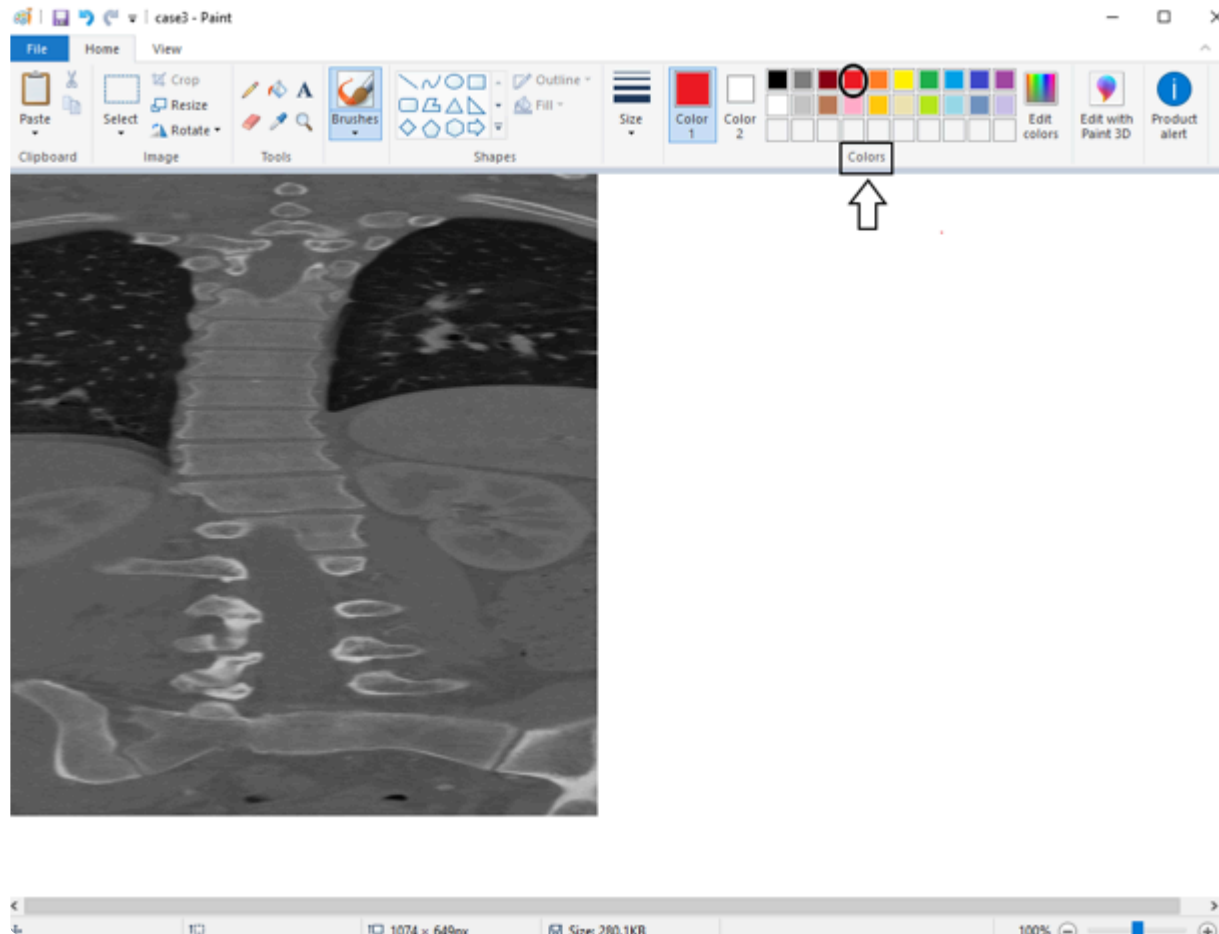 case3 - Paint
File Home View
Paste
Select
Crop
Resize
Rotate
A
Brushes
Outline
Fill
Size
Color 1
Color 2
Edit colors
Edit with Paint 3D
Product alert
Clipboard
Image
Tools
Shapes
Colors
1074 × 649px
Size: 280.1KB
100%